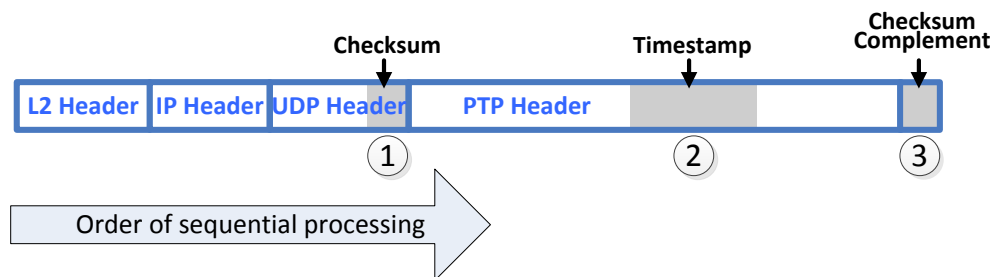 Checksum
Timestamp
Checksum
Complement
L2 Header
IP Header
UDP Header
PTP Header
1
2
3
Order of sequential processing